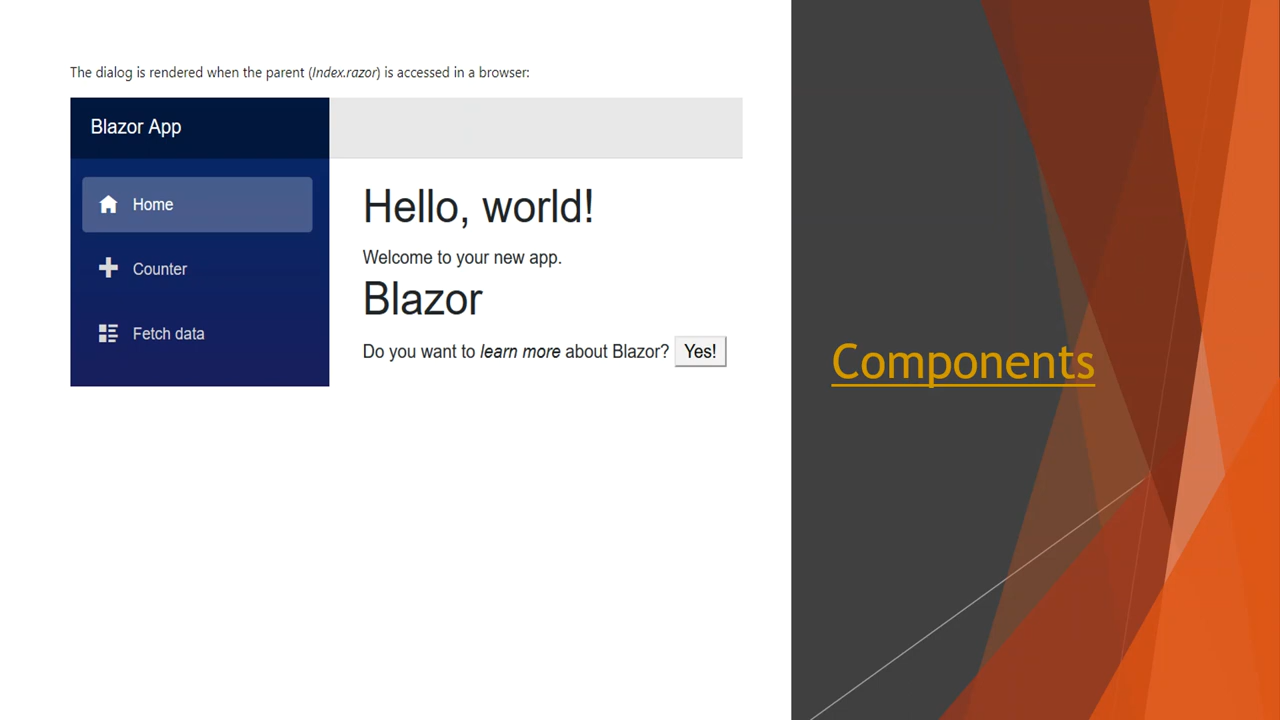 The dialog is rendered when the parent (Index.razor) is accessed in a browser:
Blazor App
Home
Counter
Fetch data
Hello, world!
Welcome to your new app.
Blazor
Do you want to learn more about Blazor? Yes!
Components